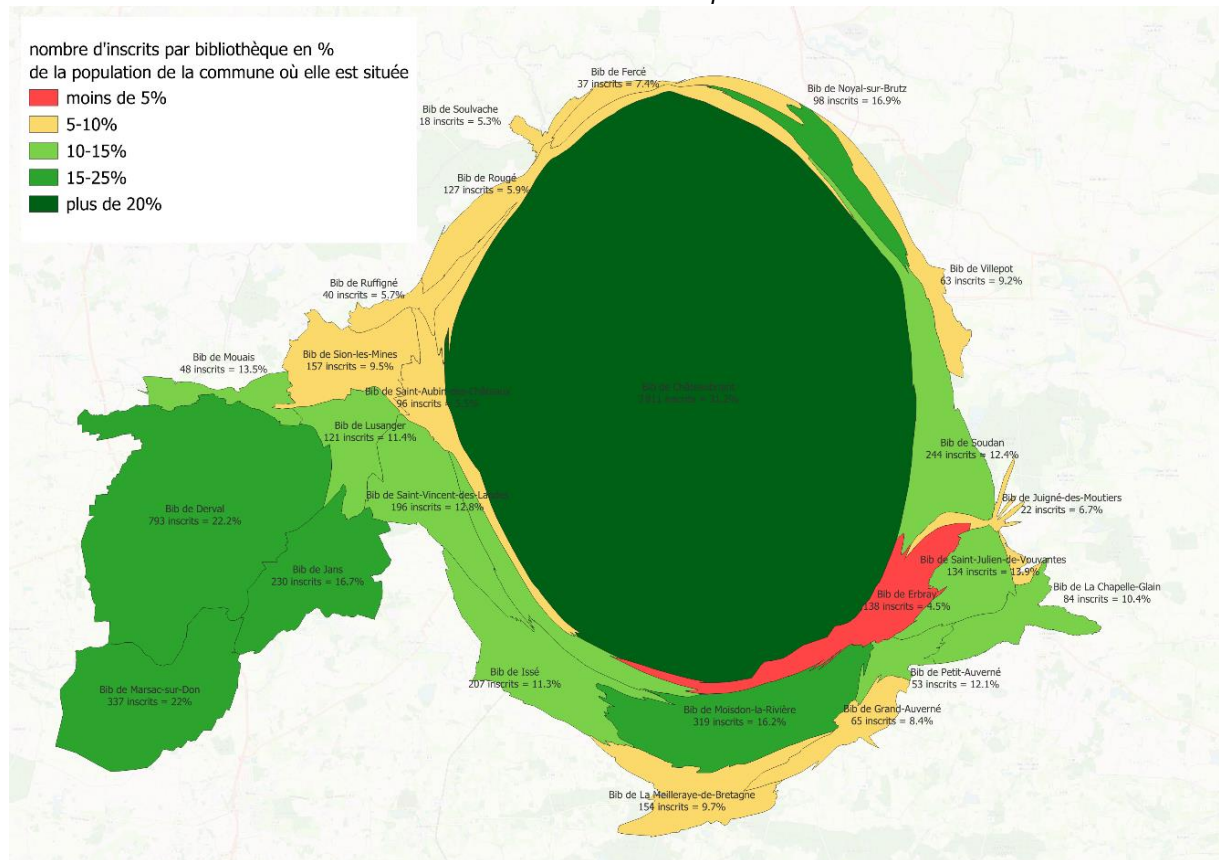 nombre d'inscrits par bibliothèque en %
de la population de la commune où elle est située
moins de 5%
5-10%
10-15%
15-25%
plus de 20%
Bib de Fercé
37 inscrits = 7.4%
Bib de Noyal-sur-Brutz
98 inscrits = 16.9%
Bib de Soulvache
18 inscrits = 5.3%
Bib de Rougé
127 inscrits = 5.9%
Bib de Villepot
63 inscrits = 9.2%
Bib de Ruffigné
40 inscrits = 5.7%
Bib de Mouais
48 inscrits = 13.5%
Bib de Sion-les-Mines
157 inscrits = 9.5%
Bib de Saint-Aubin
96 inscrits =
Bib de Lusanger
121 inscrits = 11.4%
Bib de Soudan
244 inscrits = 12.4%
Bib de Saint-Vincent-des-Landes
196 inscrits = 12.8%
Bib de Juigné-des-Moutiers
22 inscrits = 6.7%
Bib de Derval
793 inscrits = 22.2%
Bib de Saint-Julien-de-Vouvantes
134 inscrits = 13.9%
Bib de Jans
230 inscrits = 16.7%
Bib de Erbray
138 inscrits = 4.5%
Bib de La Chapelle-Glain
84 inscrits = 10.4%
Bib de Issé
207 inscrits = 11.3%
Bib de Petit-Auverné
53 inscrits = 12.1%
Bib de Marsac-sur-Don
337 inscrits = 22%
Bib de Moisdon-la-Rivière
319 inscrits = 16.2%
Bib de Grand-Auverné
65 inscrits = 8.4%
Bib de La Meilleraye-de-Bretagne
154 inscrits = 9.7%